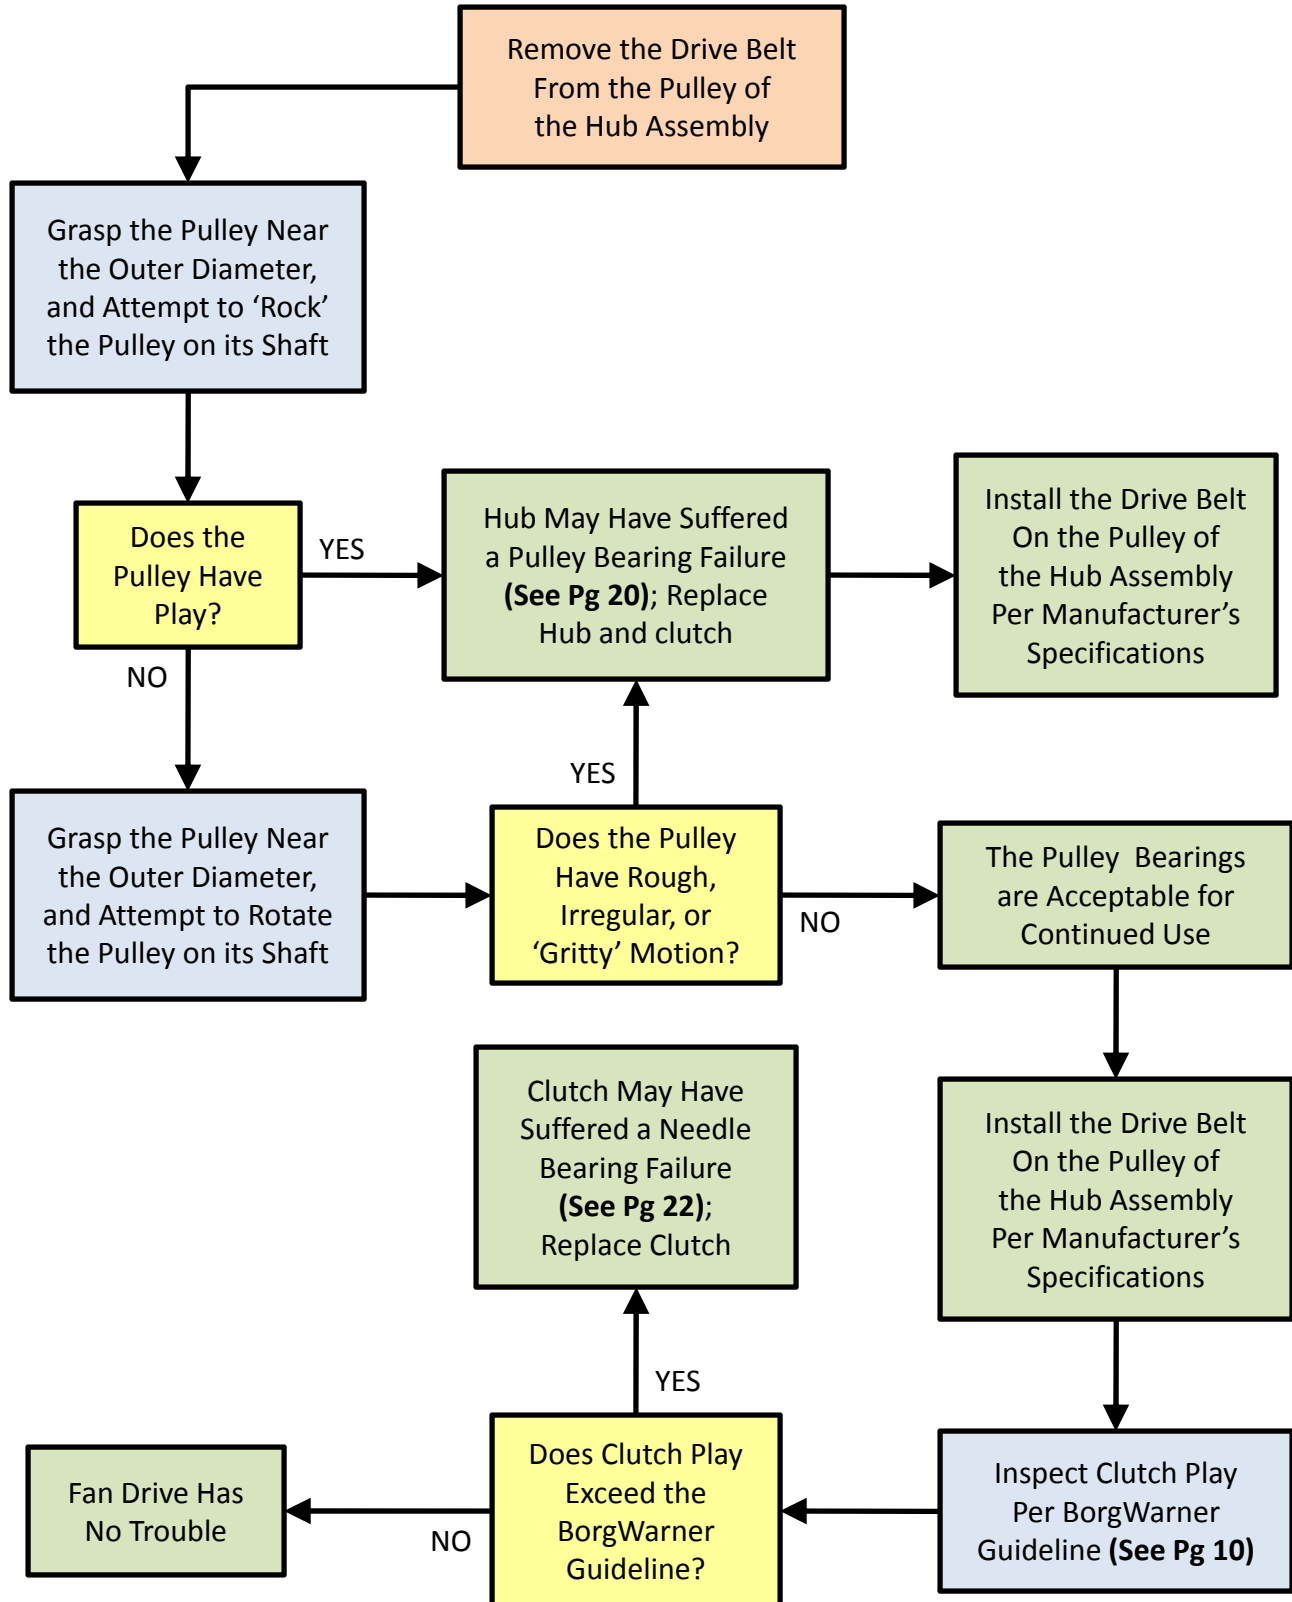 Remove the Drive Belt
From the Pulley of
the Hub Assembly
Grasp the Pulley Near
the Outer Diameter,
and Attempt to ‘Rock’
the Pulley on its Shaft
Does the
Pulley Have
Play?
YES
NO
Hub May Have Suffered
a Pulley Bearing Failure
(See Pg 20); Replace
Hub and clutch
Install the Drive Belt
On the Pulley of
the Hub Assembly
Per Manufacturer’s
Specifications
Grasp the Pulley Near
the Outer Diameter,
and Attempt to Rotate
the Pulley on its Shaft
YES
Does the Pulley
Have Rough,
Irregular, or
‘Gritty’ Motion?
NO
The Pulley  Bearings
are Acceptable for
Continued Use
Clutch May Have
Suffered a Needle
Bearing Failure
(See Pg 22);
Replace Clutch
Install the Drive Belt
On the Pulley of
the Hub Assembly
Per Manufacturer’s
Specifications
YES
Fan Drive Has
No Trouble
NO
Does Clutch Play
Exceed the
BorgWarner
Guideline?
Inspect Clutch Play
Per BorgWarner
Guideline (See Pg 10)